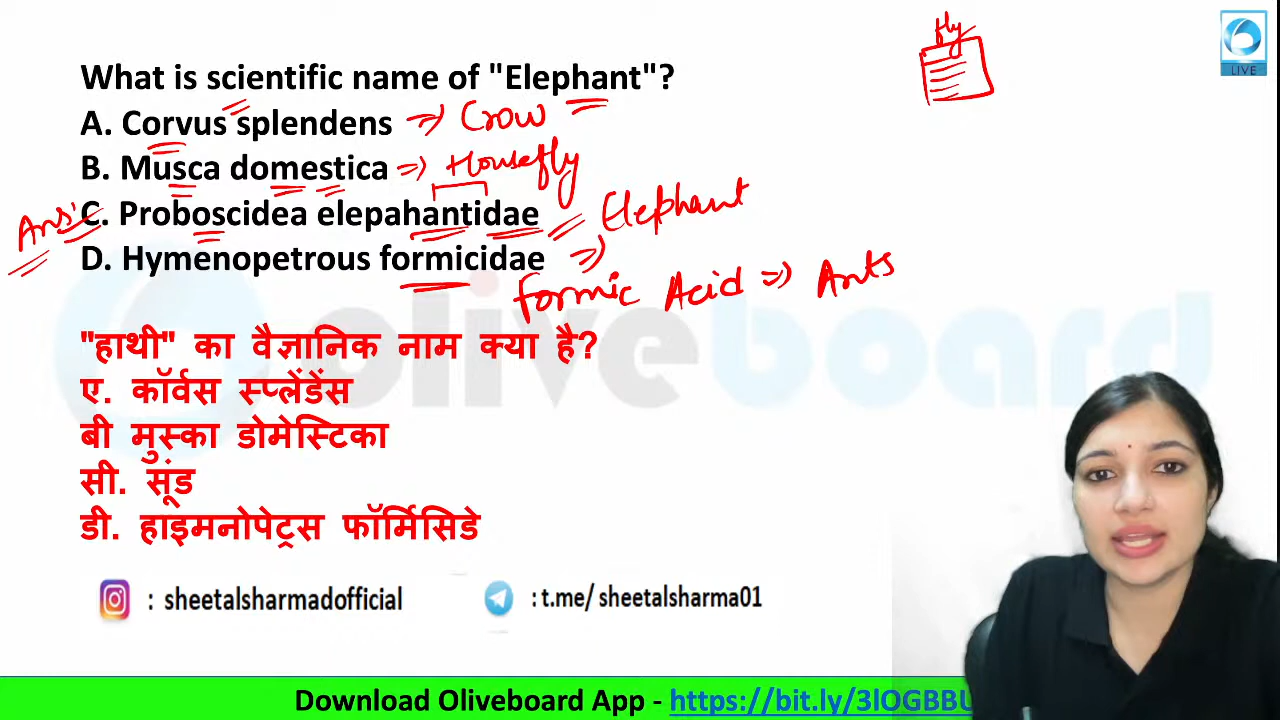 fly
LIVE
What is scientific name of "Elephant"?
A. Corvus splendens => Crow
B. Musca domestica => Housefly
Ans: C. Proboscidea elepahantidae = Elephant
D. Hymenopetrous formicidae =>
formic Acid => Ants
oliveboard
"हाथी" का वैज्ञानिक नाम क्या है?
ए. कॉर्वस स्प्लेंडेंस
बी मुस्का डोमेस्टिका
सी. सूंड
डी. हाइमनोपेट्रस फॉर्मिसिडे
: sheetalsharmadofficial
: t.me/ sheetalsharma01
Download Oliveboard App - https://bit.ly/3lOGBBU